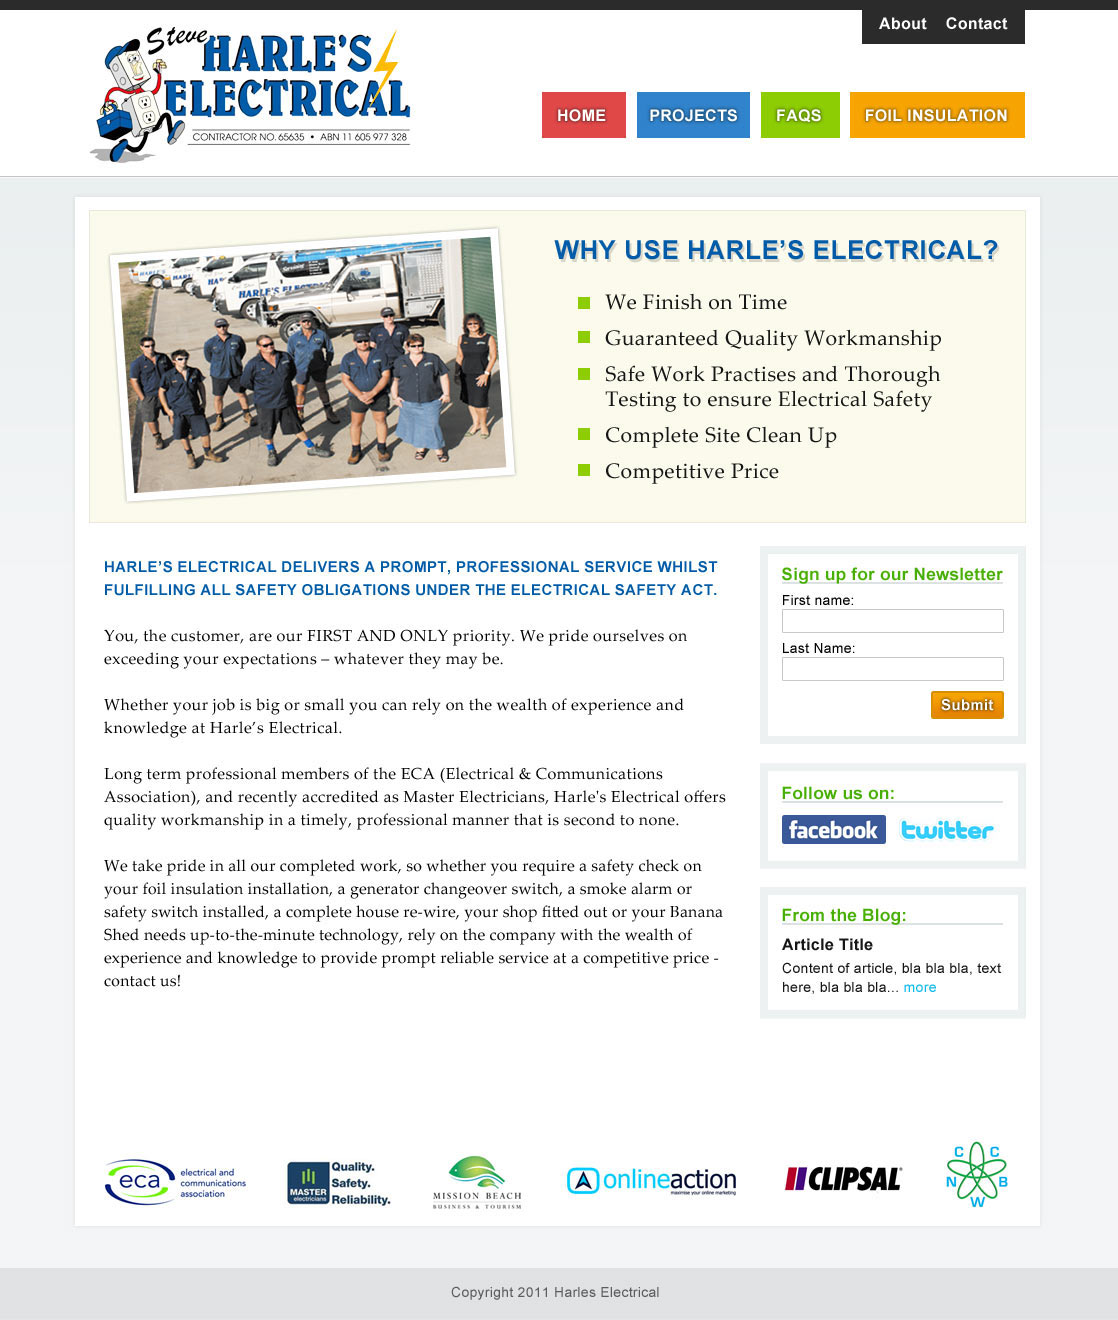 About Contact
Steve
HARLE'S
ELECTRICAL
CONTRACTOR NO. 65635 • ABN 11 605 977 328
HOME PROJECTS FAQS FOIL INSULATION
WHY USE HARLE’S ELECTRICAL?
We Finish on Time
Guaranteed Quality Workmanship
Safe Work Practises and Thorough
Testing to ensure Electrical Safety
Complete Site Clean Up
Competitive Price
HARLE’S ELECTRICAL DELIVERS A PROMPT, PROFESSIONAL SERVICE WHILST
FULFILLING ALL SAFETY OBLIGATIONS UNDER THE ELECTRICAL SAFETY ACT.
You, the customer, are our FIRST AND ONLY priority. We pride ourselves on
exceeding your expectations – whatever they may be.
Whether your job is big or small you can rely on the wealth of experience and
knowledge at Harle’s Electrical.
Long term professional members of the ECA (Electrical & Communications
Association), and recently accredited as Master Electricians, Harle's Electrical offers
quality workmanship in a timely, professional manner that is second to none.
We take pride in all our completed work, so whether you require a safety check on
your foil insulation installation, a generator changeover switch, a smoke alarm or
safety switch installed, a complete house re-wire, your shop fitted out or your Banana
Shed needs up-to-the-minute technology, rely on the company with the wealth of
experience and knowledge to provide prompt reliable service at a competitive price -
contact us!
Sign up for our Newsletter
First name:
Last Name:
Submit
Follow us on:
facebook twitter
From the Blog:
Article Title
Content of article, bla bla bla, text
here, bla bla bla... more
eca
electrical and
communications
association
MASTER
electricians
Quality.
Safety.
Reliability.
MISSION BEACH
BUSINESS & TOURISM
onlineaction
maximise your online marketing
CLIPSAL
C C
N B
W
Copyright 2011 Harles Electrical